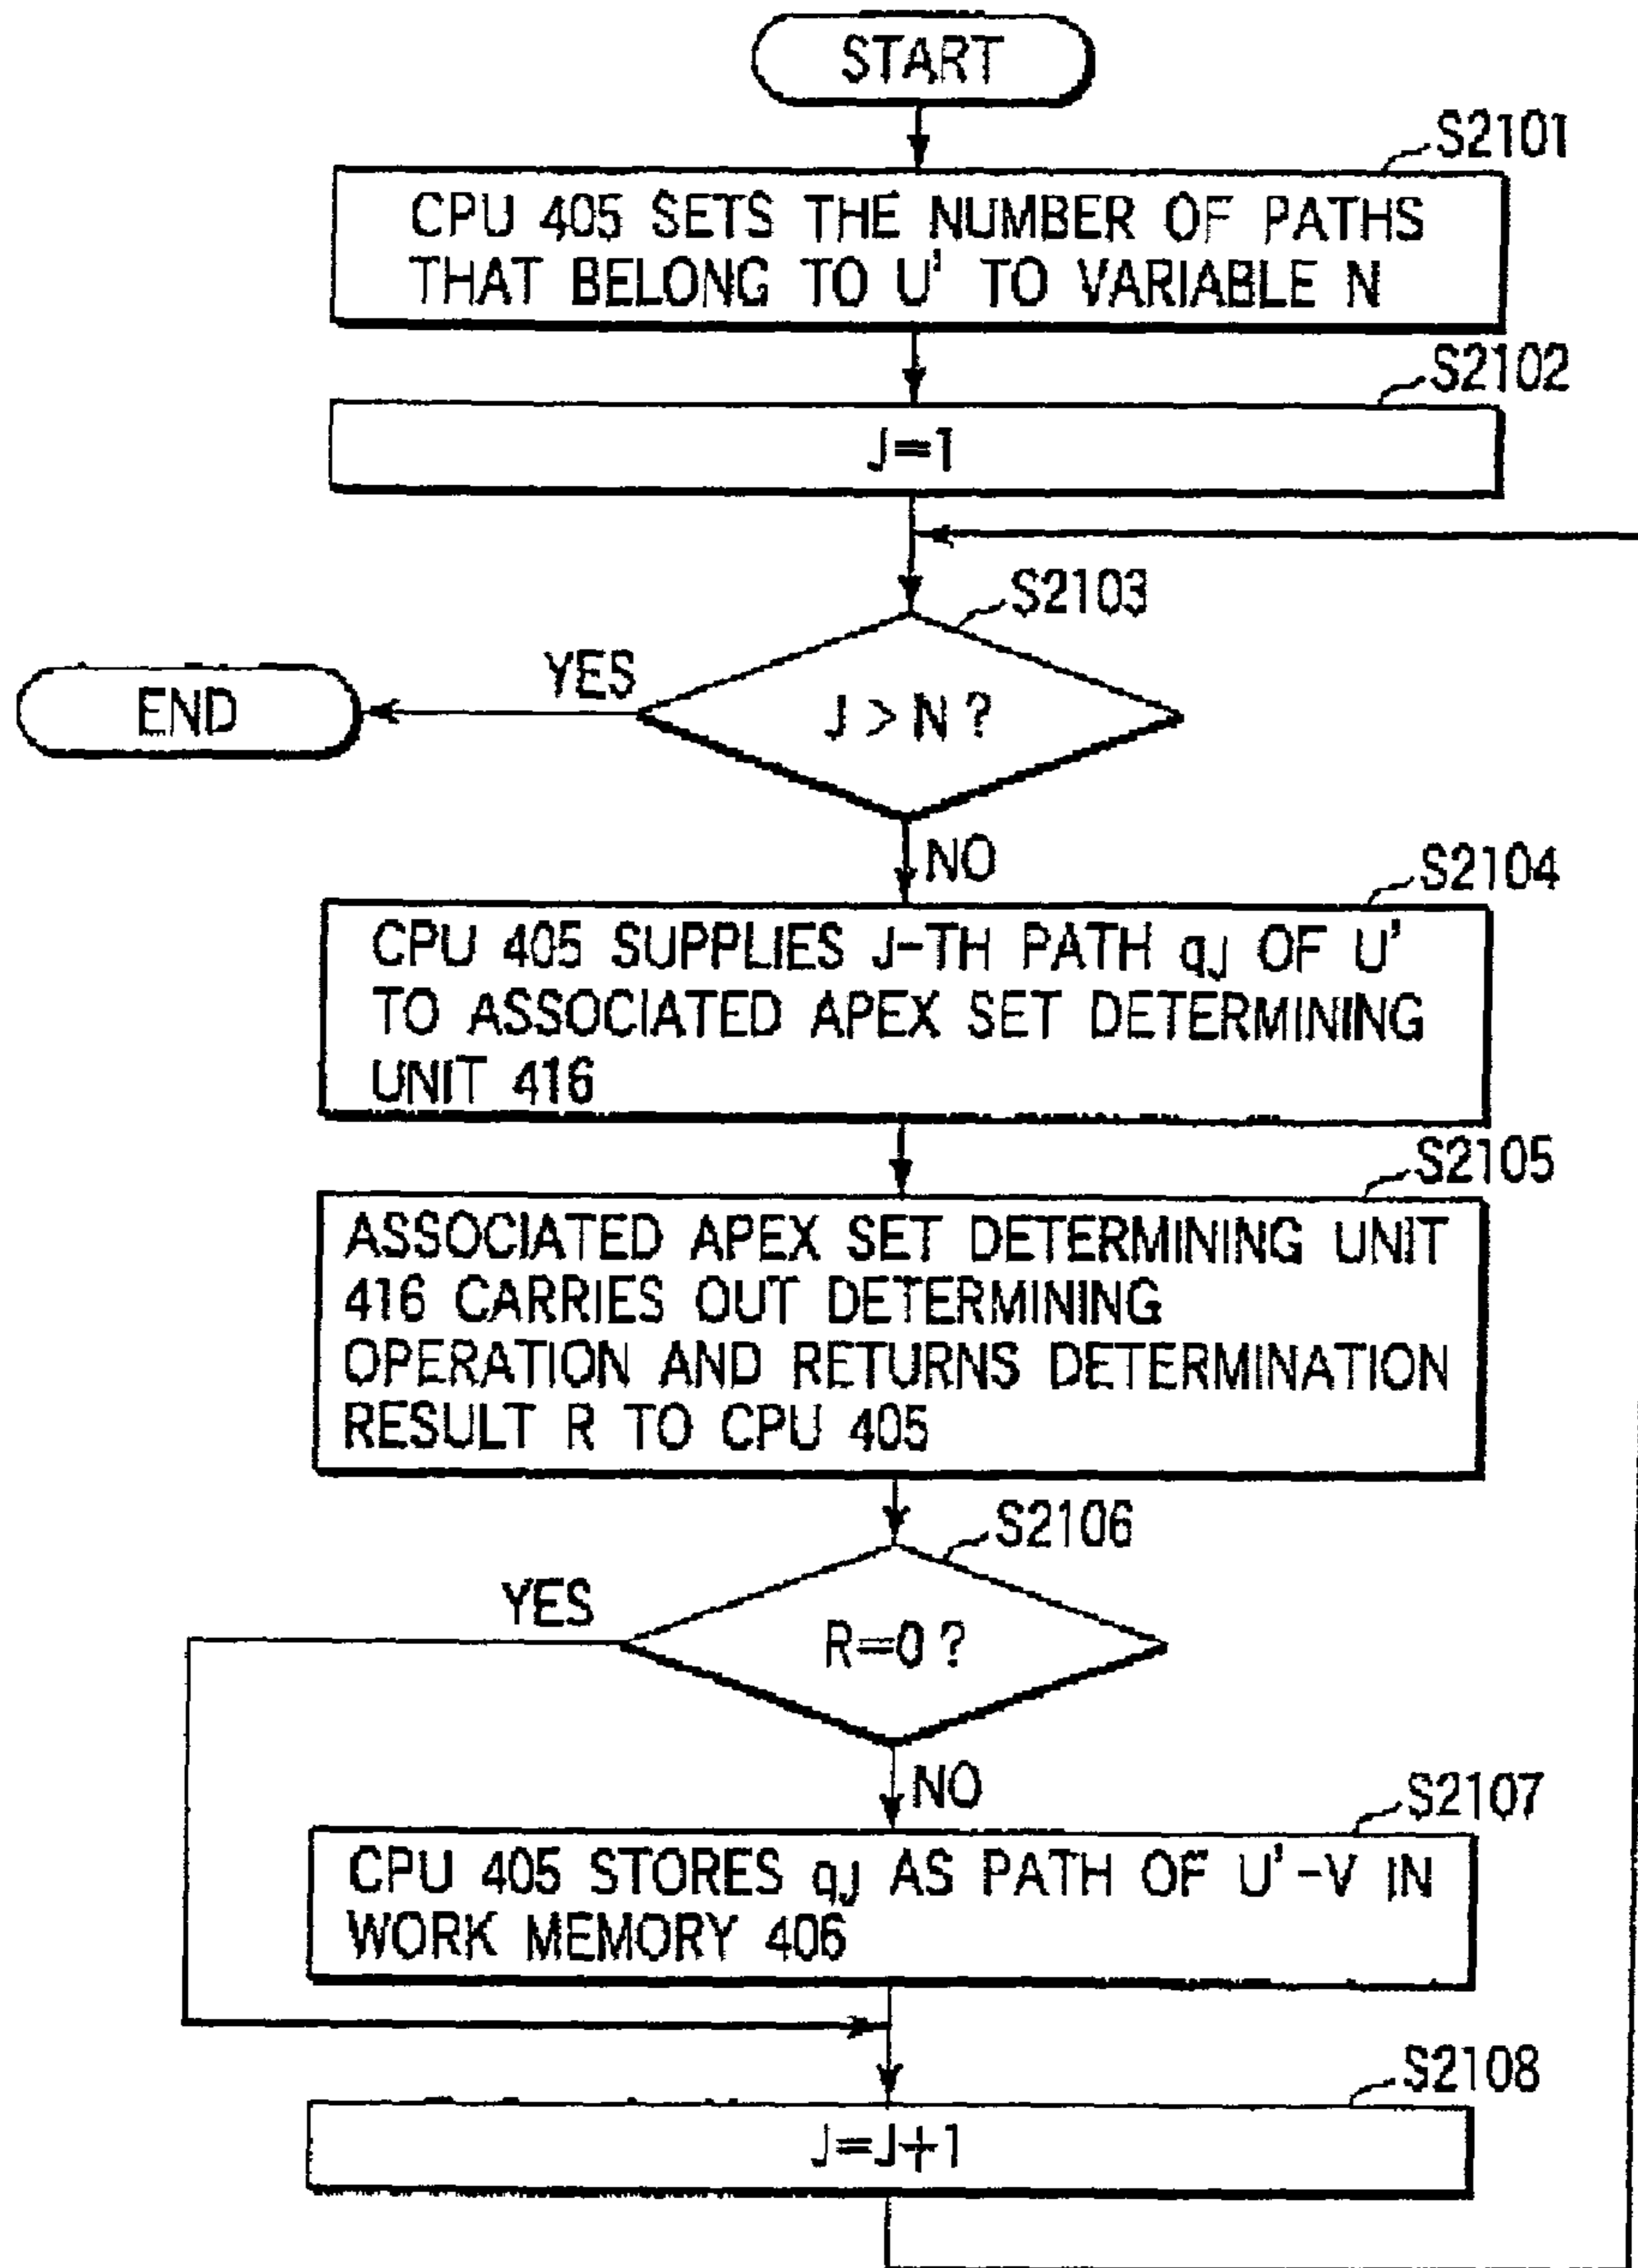 START
S2101
CPU 405 SETS THE NUMBER OF PATHS
THAT BELONG TO U' TO VARIABLE N
S2102
J=1
S2103
YES
J > N ?
END
NO
S2104
CPU 405 SUPPLIES J-TH PATH qJ OF U'
TO ASSOCIATED APEX SET DETERMINING
UNIT 416
S2105
ASSOCIATED APEX SET DETERMINING UNIT
416 CARRIES OUT DETERMINING
OPERATION AND RETURNS DETERMINATION
RESULT R TO CPU 405
S2106
YES
R=0 ?
NO
S2107
CPU 405 STORES qJ AS PATH OF U'-V IN
WORK MEMORY 406
S2108
J=J+1